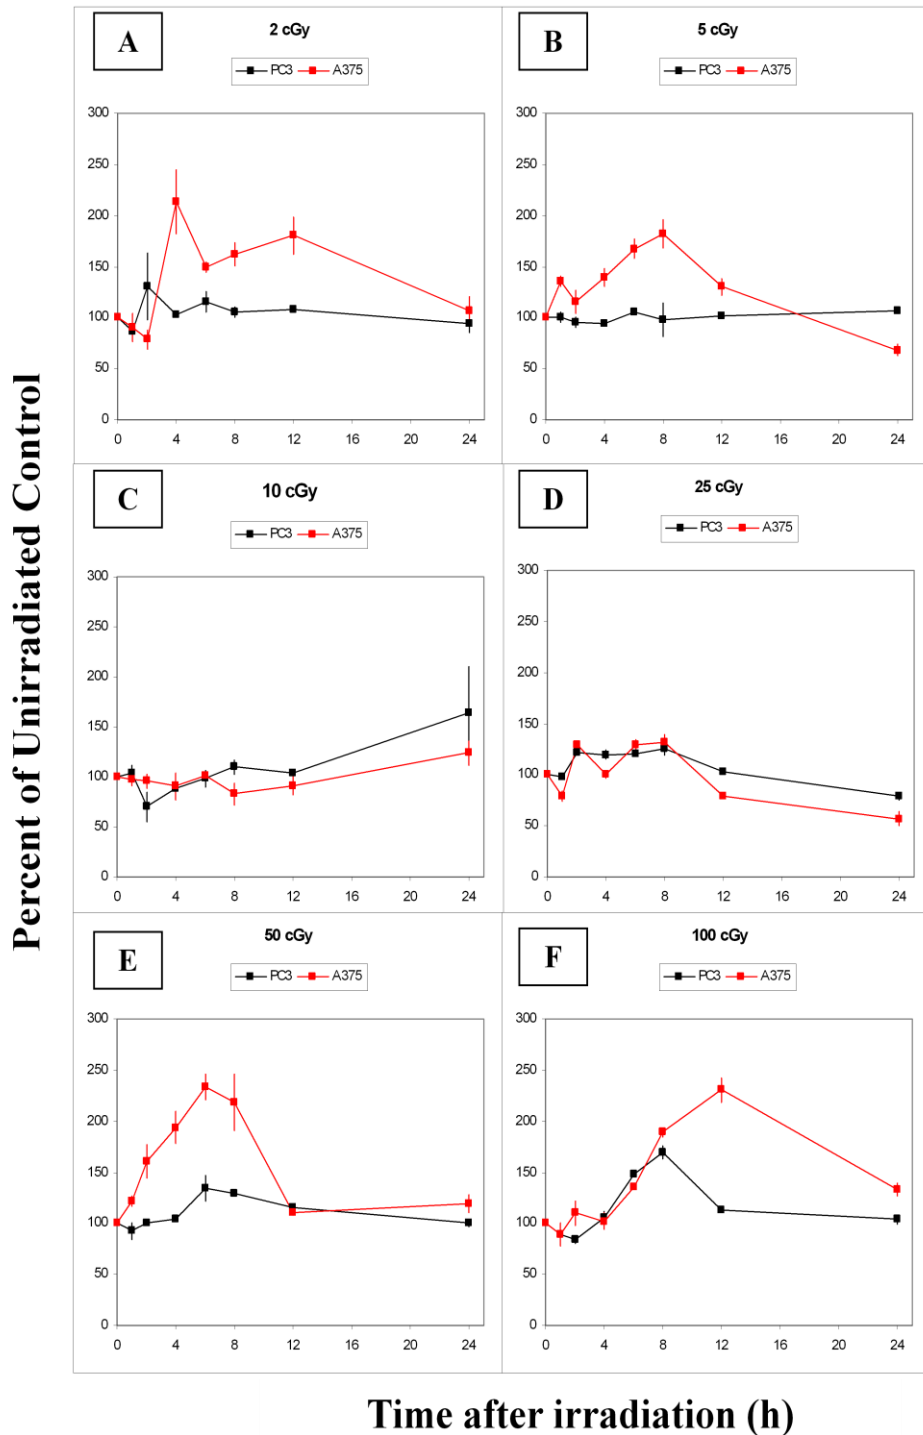 Percent of Unirradiated Control
A
2 cGy
PC3 A375
300
250
200
150
100
50
0
0 4 8 12 16 20 24
B
5 cGy
PC3 A375
300
250
200
150
100
50
0
0 4 8 12 16 20 24
C
10 cGy
PC3 A375
300
250
200
150
100
50
0
0 4 8 12 16 20 24
D
25 cGy
PC3 A375
300
250
200
150
100
50
0
0 4 8 12 16 20 24
E
50 cGy
PC3 A375
300
250
200
150
100
50
0
0 4 8 12 16 20 24
F
100 cGy
PC3 A375
300
250
200
150
100
50
0
0 4 8 12 16 20 24
Time after irradiation (h)